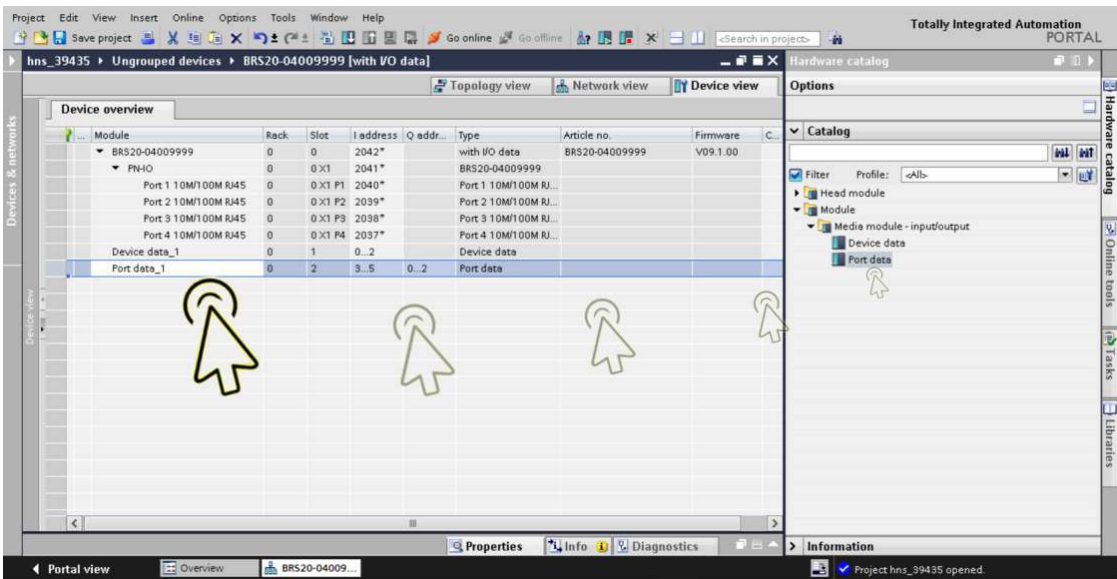 Project Edit View Insert Online Options Tools Window Help
Totally Integrated Automation
PORTAL
Save project Go online Go offline <Search in project>
hns_39435 ▸ Ungrouped devices ▸ BRS20-04009999 [with I/O data]
Hardware catalog
Topology view Network view Device view
Options
Device overview
... Module Rack Slot I address Q addr... Type Article no. Firmware C...
BRS20-04009999 0 0 2042* with I/O data BRS20-04009999 V09.1.00
PN-IO 0 0 X1 2041* BRS20-04009999
Port 1 10M/100M RJ45 0 0 X1 P1 2040* Port 1 10M/100M RJ...
Port 2 10M/100M RJ45 0 0 X1 P2 2039* Port 2 10M/100M RJ...
Port 3 10M/100M RJ45 0 0 X1 P3 2038* Port 3 10M/100M RJ...
Port 4 10M/100M RJ45 0 0 X1 P4 2037* Port 4 10M/100M RJ...
Device data_1 0 1 0...2 Device data
Port data_1 0 2 3...5 0...2 Port data
Catalog
Filter Profile: <All>
Head module
Module
Media module - input/output
Device data
Port data
Information
Devices & networks
Device view
Hardware catalog
Online tools
Tasks
Libraries
Properties Info Diagnostics
Portal view Overview BRS20-04009... Project hns_39435 opened.